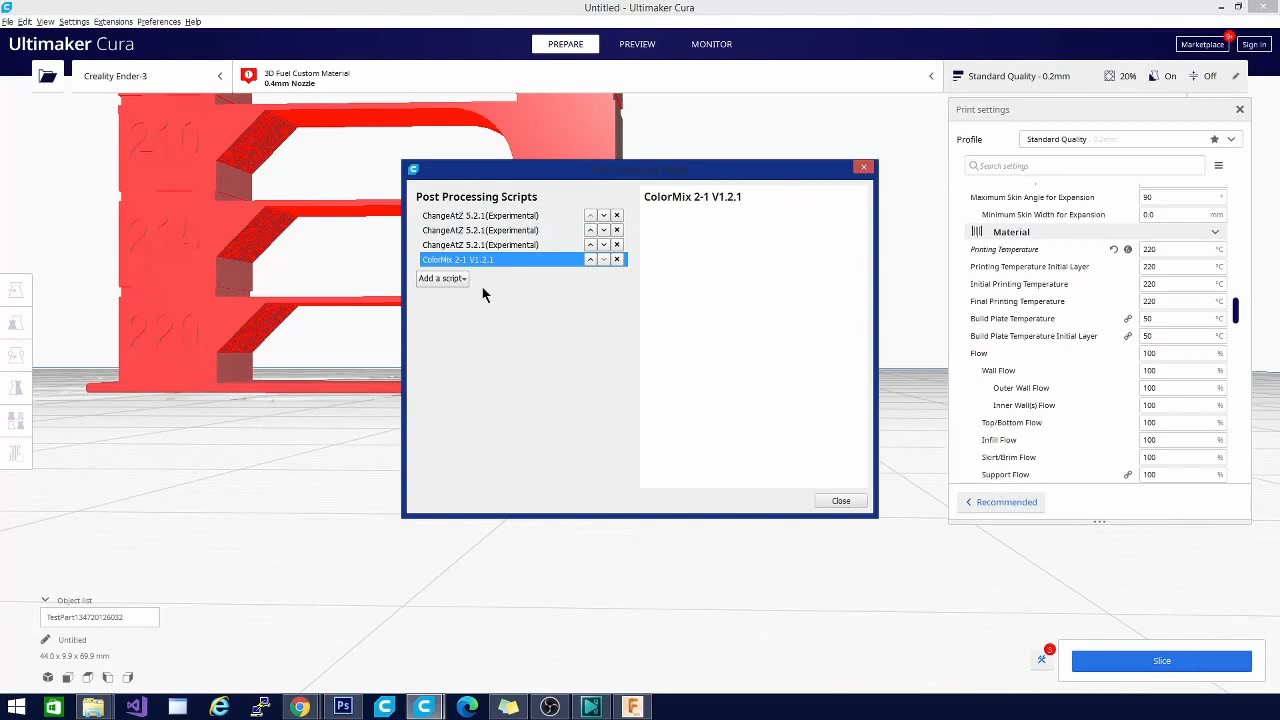 Untitled - Ultimaker Cura
File Edit View Settings Extensions Preferences Help
Ultimaker Cura
PREPARE
PREVIEW
MONITOR
Marketplace
9+
Sign in
Creality Ender-3
3D Fuel Custom Material
0.4mm Nozzle
Standard Quality - 0.2mm
20%
On
Off
Print settings
Profile
Standard Quality - 0.2mm
Search settings
Maximum Skin Angle for Expansion 90 °
Minimum Skin Width for Expansion 0.0 mm
Material
Printing Temperature 220 °C
Printing Temperature Initial Layer 220 °C
Initial Printing Temperature 220 °C
Final Printing Temperature 220 °C
Build Plate Temperature 50 °C
Build Plate Temperature Initial Layer 50 °C
Flow 100 %
Wall Flow 100 %
Outer Wall Flow 100 %
Inner Wall(s) Flow 100 %
Top/Bottom Flow 100 %
Infill Flow 100 %
Skirt/Brim Flow 100 %
Support Flow 100 %
Recommended
210
214
220
Post Processing Scripts
ChangeAtZ 5.2.1(Experimental)
ChangeAtZ 5.2.1(Experimental)
ChangeAtZ 5.2.1(Experimental)
ColorMix 2-1 V1.2.1
Add a script
ColorMix 2-1 V1.2.1
Close
Object list
TestPart134720126032
Untitled
44.0 x 9.9 x 69.9 mm
3
Slice
Ps